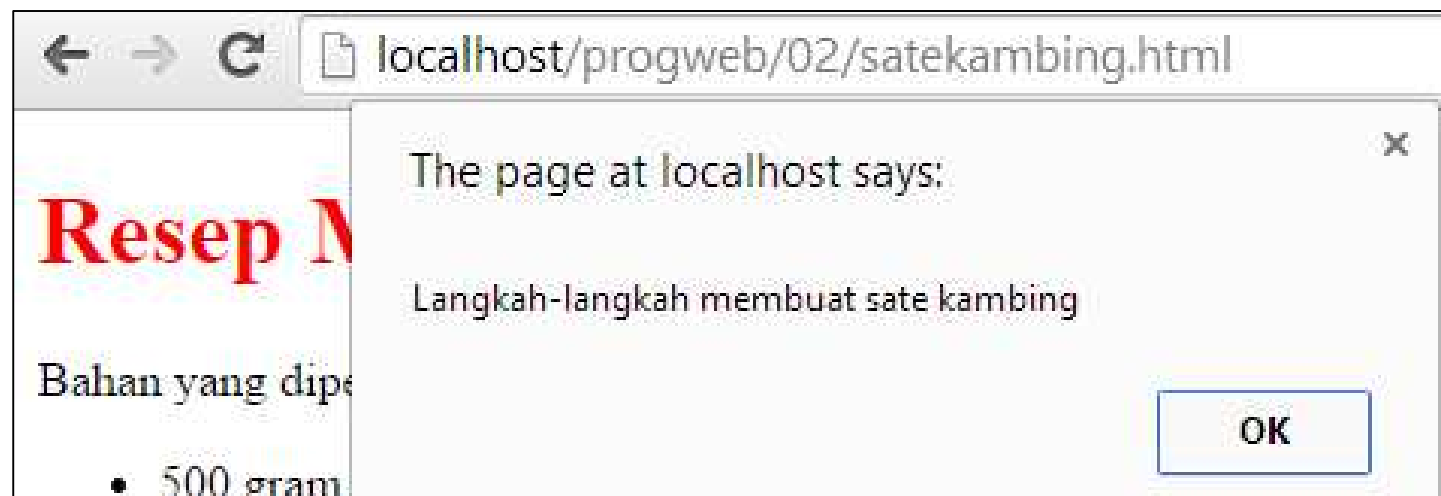 localhost/progweb/02/satekambing.html
The page at localhost says:
Resep
Langkah-langkah membuat sate kambing
Bahan yang
OK
500 gram